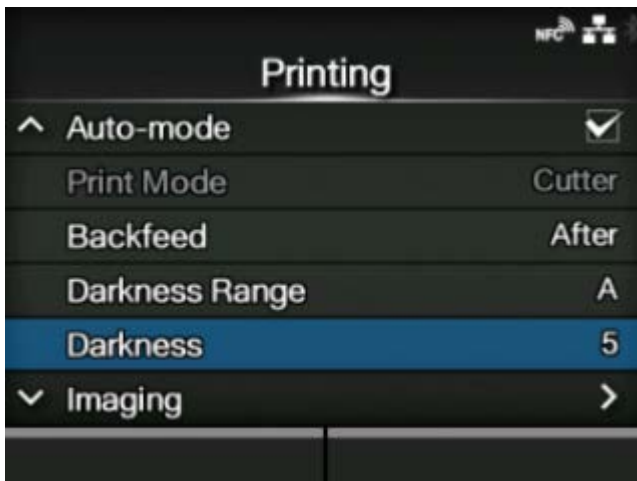 NFC
Printing
Auto-mode
Print Mode Cutter
Backfeed After
Darkness Range A
Darkness 5
Imaging